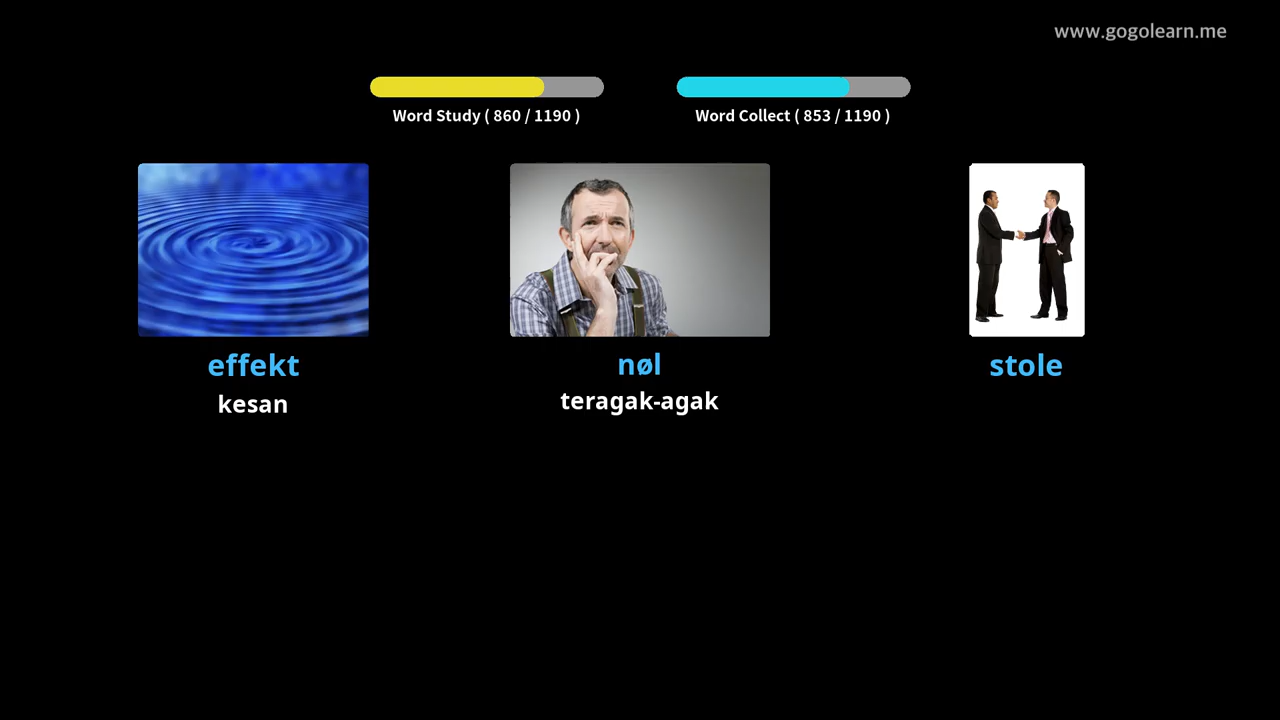 www.gogolearn.me
Word Study ( 860 / 1190 )
Word Collect ( 853 / 1190 )
effekt
kesan
nøl
teragak-agak
stole